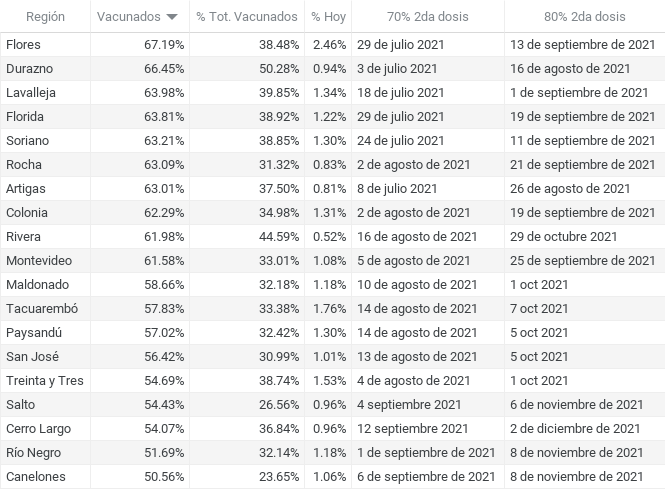 Región Vacunados % Tot. Vacunados % Hoy 70% 2da dosis 80% 2da dosis
Flores 67.19% 38.48% 2.46% 29 de julio 2021 13 de septiembre de 2021
Durazno 66.45% 50.28% 0.94% 3 de julio 2021 16 de agosto de 2021
Lavalleja 63.98% 39.85% 1.34% 18 de julio 2021 1 de septiembre de 2021
Florida 63.81% 38.92% 1.22% 29 de julio 2021 19 de septiembre de 2021
Soriano 63.21% 38.85% 1.30% 24 de julio 2021 11 de septiembre de 2021
Rocha 63.09% 31.32% 0.83% 2 de agosto de 2021 21 de septiembre de 2021
Artigas 63.01% 37.50% 0.81% 8 de julio 2021 26 de agosto de 2021
Colonia 62.29% 34.98% 1.31% 2 de agosto de 2021 19 de septiembre de 2021
Rivera 61.98% 44.59% 0.52% 16 de agosto de 2021 29 de octubre 2021
Montevideo 61.58% 33.01% 1.08% 5 de agosto de 2021 25 de septiembre de 2021
Maldonado 58.66% 32.18% 1.18% 10 de agosto de 2021 1 oct 2021
Tacuarembó 57.83% 33.38% 1.76% 14 de agosto de 2021 7 oct 2021
Paysandú 57.02% 32.42% 1.30% 14 de agosto de 2021 5 oct 2021
San José 56.42% 30.99% 1.01% 13 de agosto de 2021 5 oct 2021
Treinta y Tres 54.69% 38.74% 1.53% 4 de agosto de 2021 1 oct 2021
Salto 54.43% 26.56% 0.96% 4 septiembre 2021 6 de noviembre de 2021
Cerro Largo 54.07% 36.84% 0.96% 12 septiembre 2021 2 de diciembre de 2021
Río Negro 51.69% 32.14% 1.18% 1 de septiembre de 2021 8 de noviembre de 2021
Canelones 50.56% 23.65% 1.06% 6 de septiembre de 2021 8 de noviembre de 2021